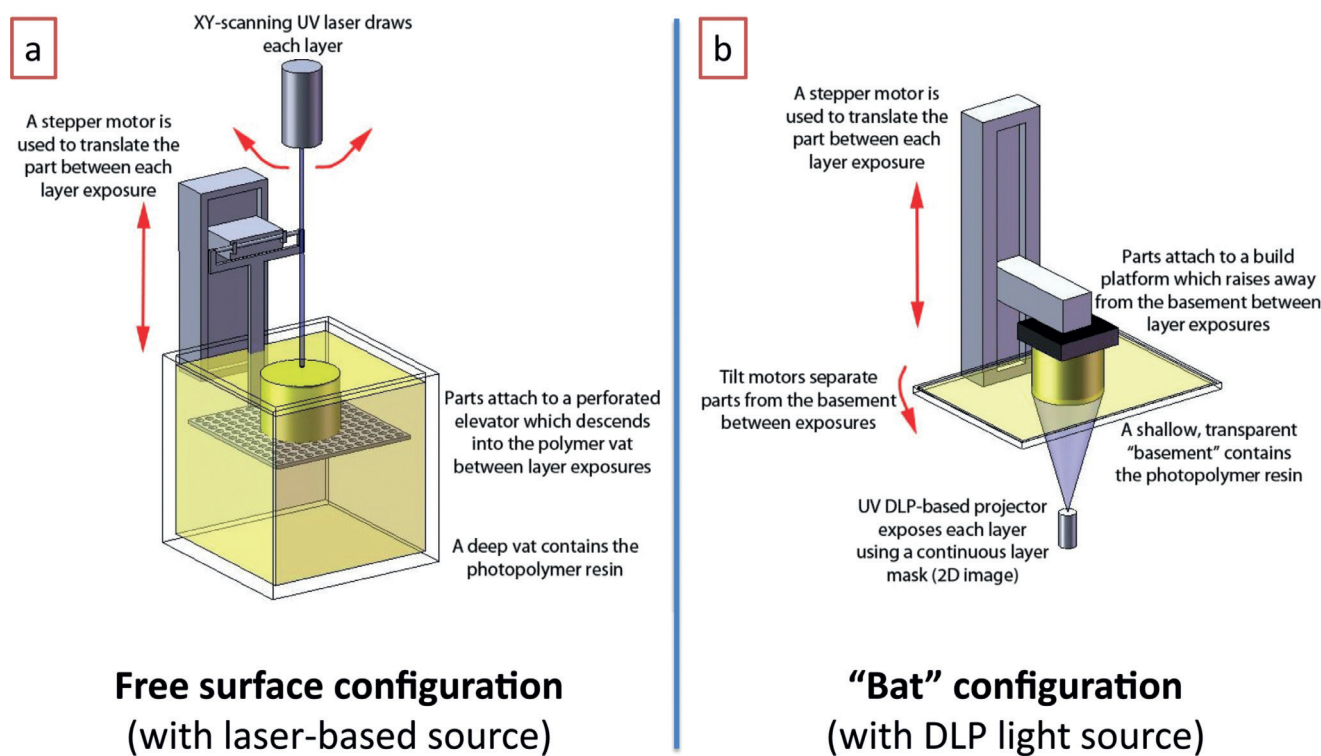 a
XY-scanning UV laser draws
each layer
A stepper motor is
used to translate the
part between each
layer exposure
Parts attach to a perforated
elevator which descends
into the polymer vat
between layer exposures
A deep vat contains the
photopolymer resin
Free surface configuration
(with laser-based source)
b
A stepper motor is
used to translate the
part between each
layer exposure
Parts attach to a build
platform which raises away
from the basement between
layer exposures
Tilt motors separate
parts from the basement
between exposures
A shallow, transparent
“basement” contains
the photopolymer resin
UV DLP-based projector
exposes each layer
using a continuous layer
mask (2D image)
“Bat” configuration
(with DLP light source)